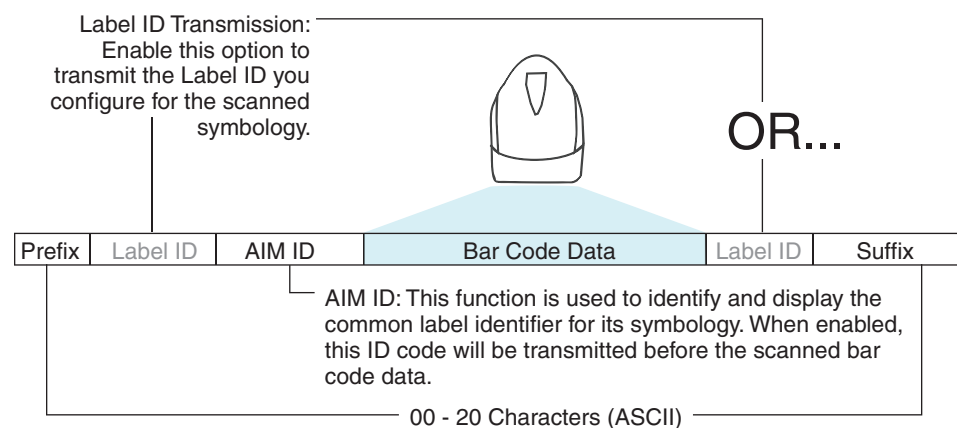 Label ID Transmission:
Enable this option to
transmit the Label ID you
configure for the scanned
symbology.
OR...
Prefix Label ID AIM ID Bar Code Data Label ID Suffix
AIM ID: This function is used to identify and display the
common label identifier for its symbology. When enabled,
this ID code will be transmitted before the scanned bar
code data.
00 - 20 Characters (ASCII)